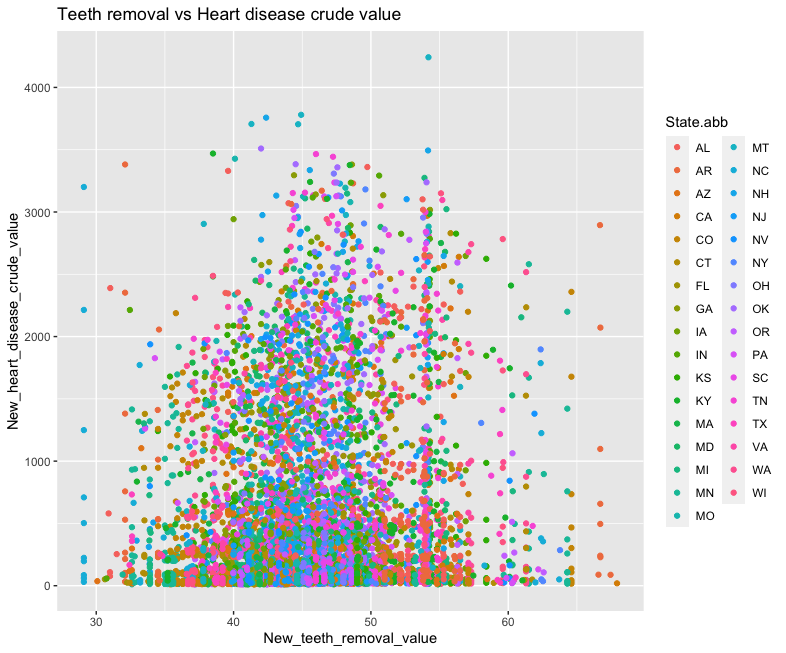 Teeth removal vs Heart disease crude value
New_heart_disease_crude_value
4000
3000
2000
1000
0
30 40 50 60
New_teeth_removal_value
State.abb
AL MT
AR NC
AZ NH
CA NJ
CO NV
CT NY
FL OH
GA OK
IA OR
IN PA
KS SC
KY TN
MA TX
MD VA
MI WA
MN WI
MO